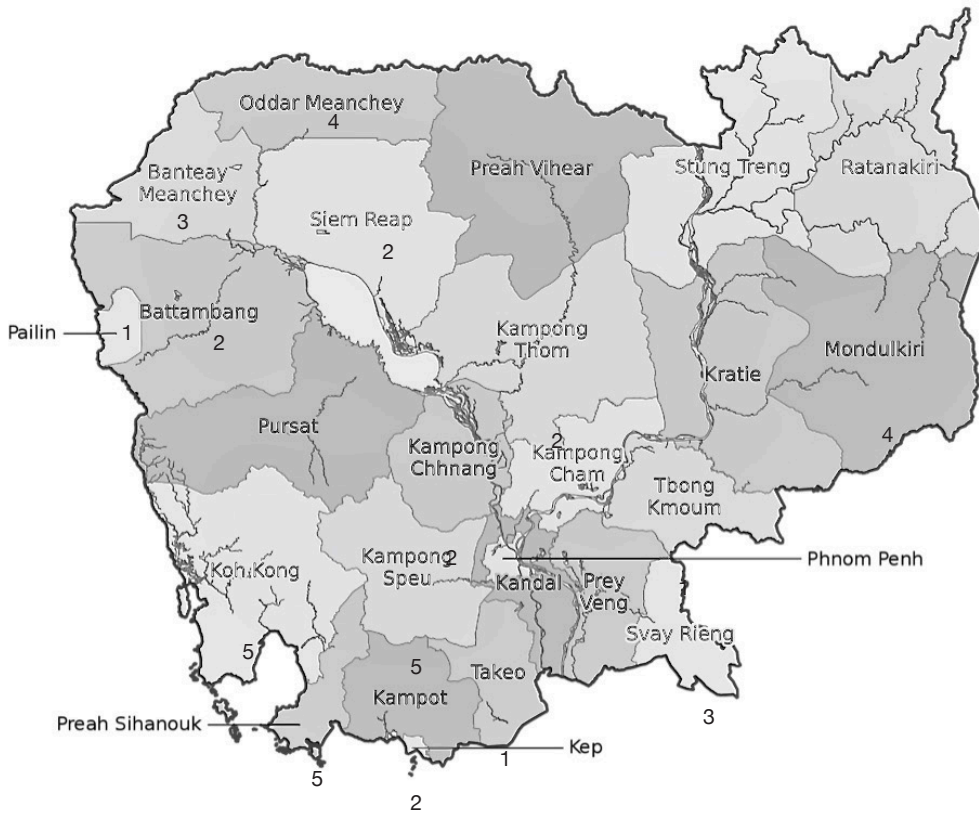 Oddar Meanchey
4
Banteay
Meanchey
3
Preah Vihear
Stung Treng
Ratanakiri
Siem Reap
2
Pailin
1
Battambang
2
Kampong
Thom
Mondulkiri
Kratie
Pursat
4
2
Kampong
Chhnang
Kampong
Cham
Tbong
Kmoum
Kampong
Speu
2
Phnom Penh
Koh Kong
Kandal
Prey
Veng
Svay Rieng
5
5
Takeo
Kampot
3
Preah Sihanouk
Kep
1
5
2